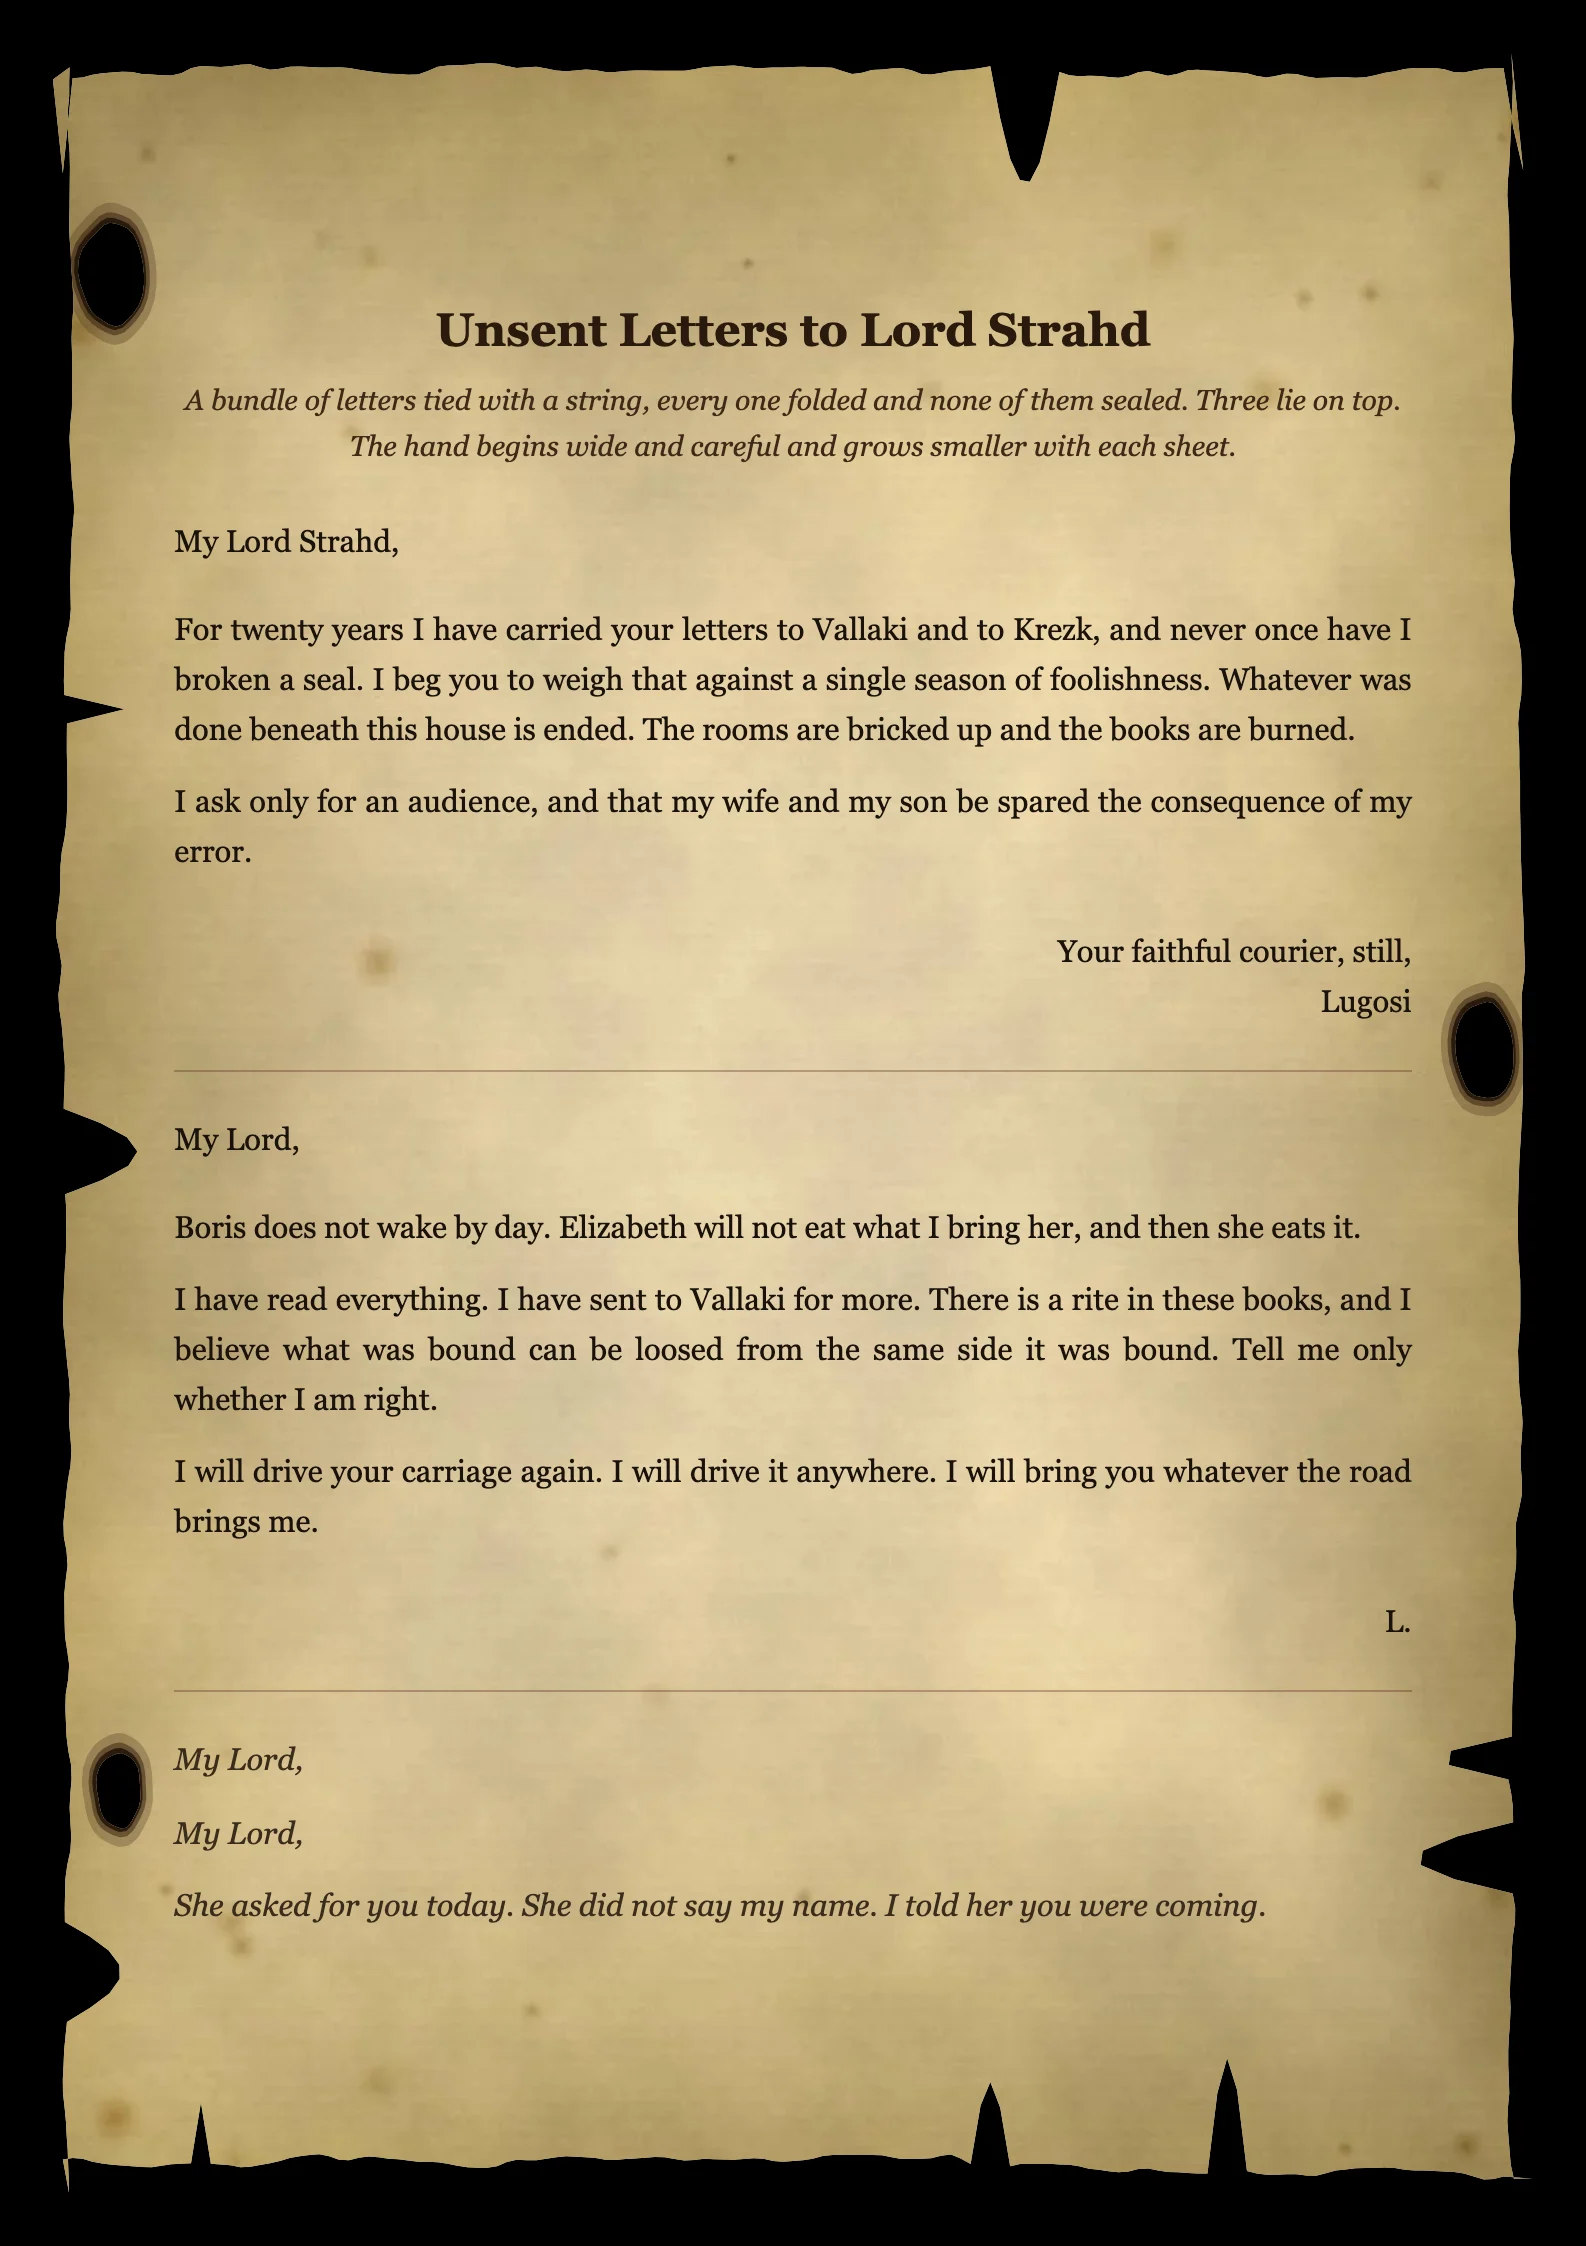 Unsent Letters to Lord Strahd
A bundle of letters tied with a string, every one folded and none of them sealed. Three lie on top.
The hand begins wide and careful and grows smaller with each sheet.
My Lord Strahd,
For twenty years I have carried your letters to Vallaki and to Krezk, and never once have I
broken a seal. I beg you to weigh that against a single season of foolishness. Whatever was
done beneath this house is ended. The rooms are bricked up and the books are burned.
I ask only for an audience, and that my wife and my son be spared the consequence of my
error.
Your faithful courier, still,
Lugosi
My Lord,
Boris does not wake by day. Elizabeth will not eat what I bring her, and then she eats it.
I have read everything. I have sent to Vallaki for more. There is a rite in these books, and I
believe what was bound can be loosed from the same side it was bound. Tell me only
whether I am right.
I will drive your carriage again. I will drive it anywhere. I will bring you whatever the road
brings me.
L.
My Lord,
My Lord,
She asked for you today. She did not say my name. I told her you were coming.